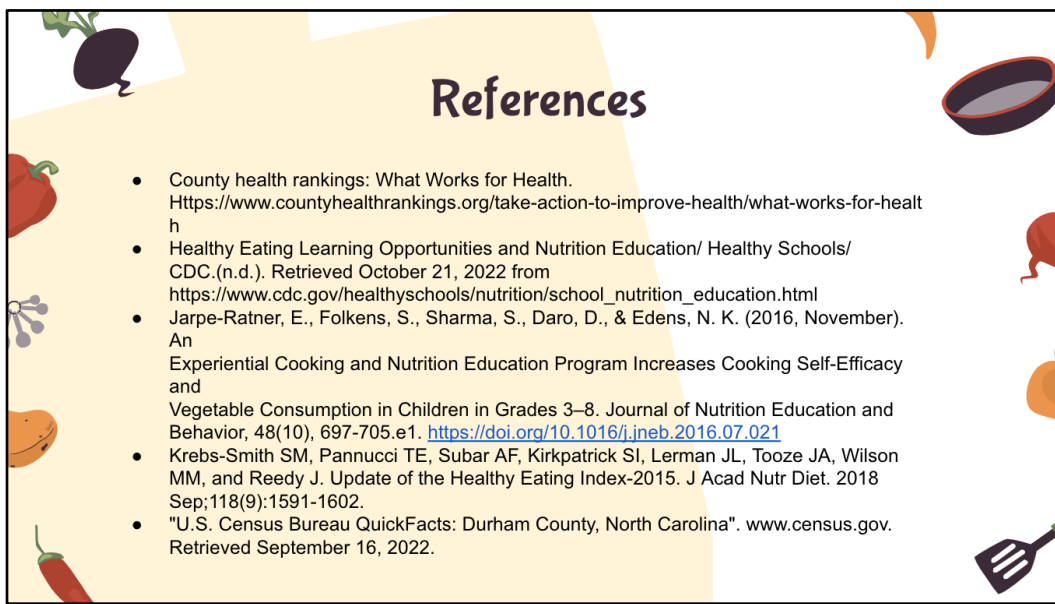 References
● County health rankings: What Works for Health.
Https://www.countyhealthrankings.org/take-action-to-improve-health/what-works-for-healt
h
● Healthy Eating Learning Opportunities and Nutrition Education/ Healthy Schools/
CDC.(n.d.). Retrieved October 21, 2022 from
https://www.cdc.gov/healthyschools/nutrition/school_nutrition_education.html
● Jarpe-Ratner, E., Folkens, S., Sharma, S., Daro, D., & Edens, N. K. (2016, November).
An
Experiential Cooking and Nutrition Education Program Increases Cooking Self-Efficacy
and
Vegetable Consumption in Children in Grades 3–8. Journal of Nutrition Education and
Behavior, 48(10), 697-705.e1. https://doi.org/10.1016/j.jneb.2016.07.021
● Krebs-Smith SM, Pannucci TE, Subar AF, Kirkpatrick SI, Lerman JL, Tooze JA, Wilson
MM, and Reedy J. Update of the Healthy Eating Index-2015. J Acad Nutr Diet. 2018
Sep;118(9):1591-1602.
● "U.S. Census Bureau QuickFacts: Durham County, North Carolina". www.census.gov.
Retrieved September 16, 2022.